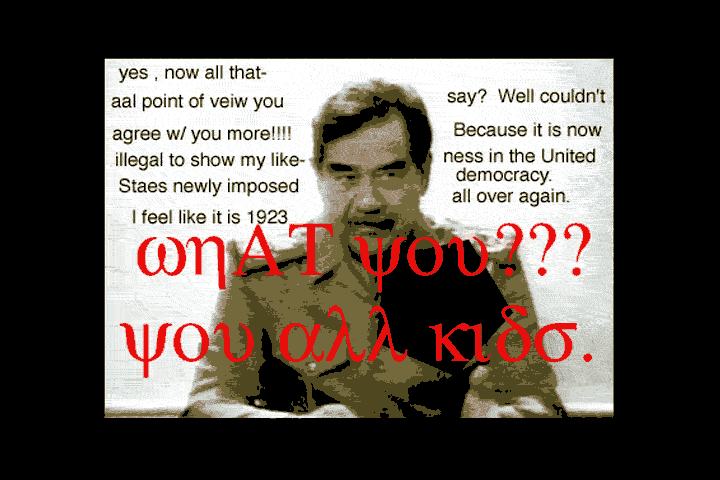 yes , now all that-
aal point of veiw you say? Well couldn't
agree w/ you more!!!! Because it is now
illegal to show my like- ness in the United
Staes newly imposed democracy.
I feel like it is 1923 all over again.
ωηΑΤ ψου???
ψου αλλ κιδσ.